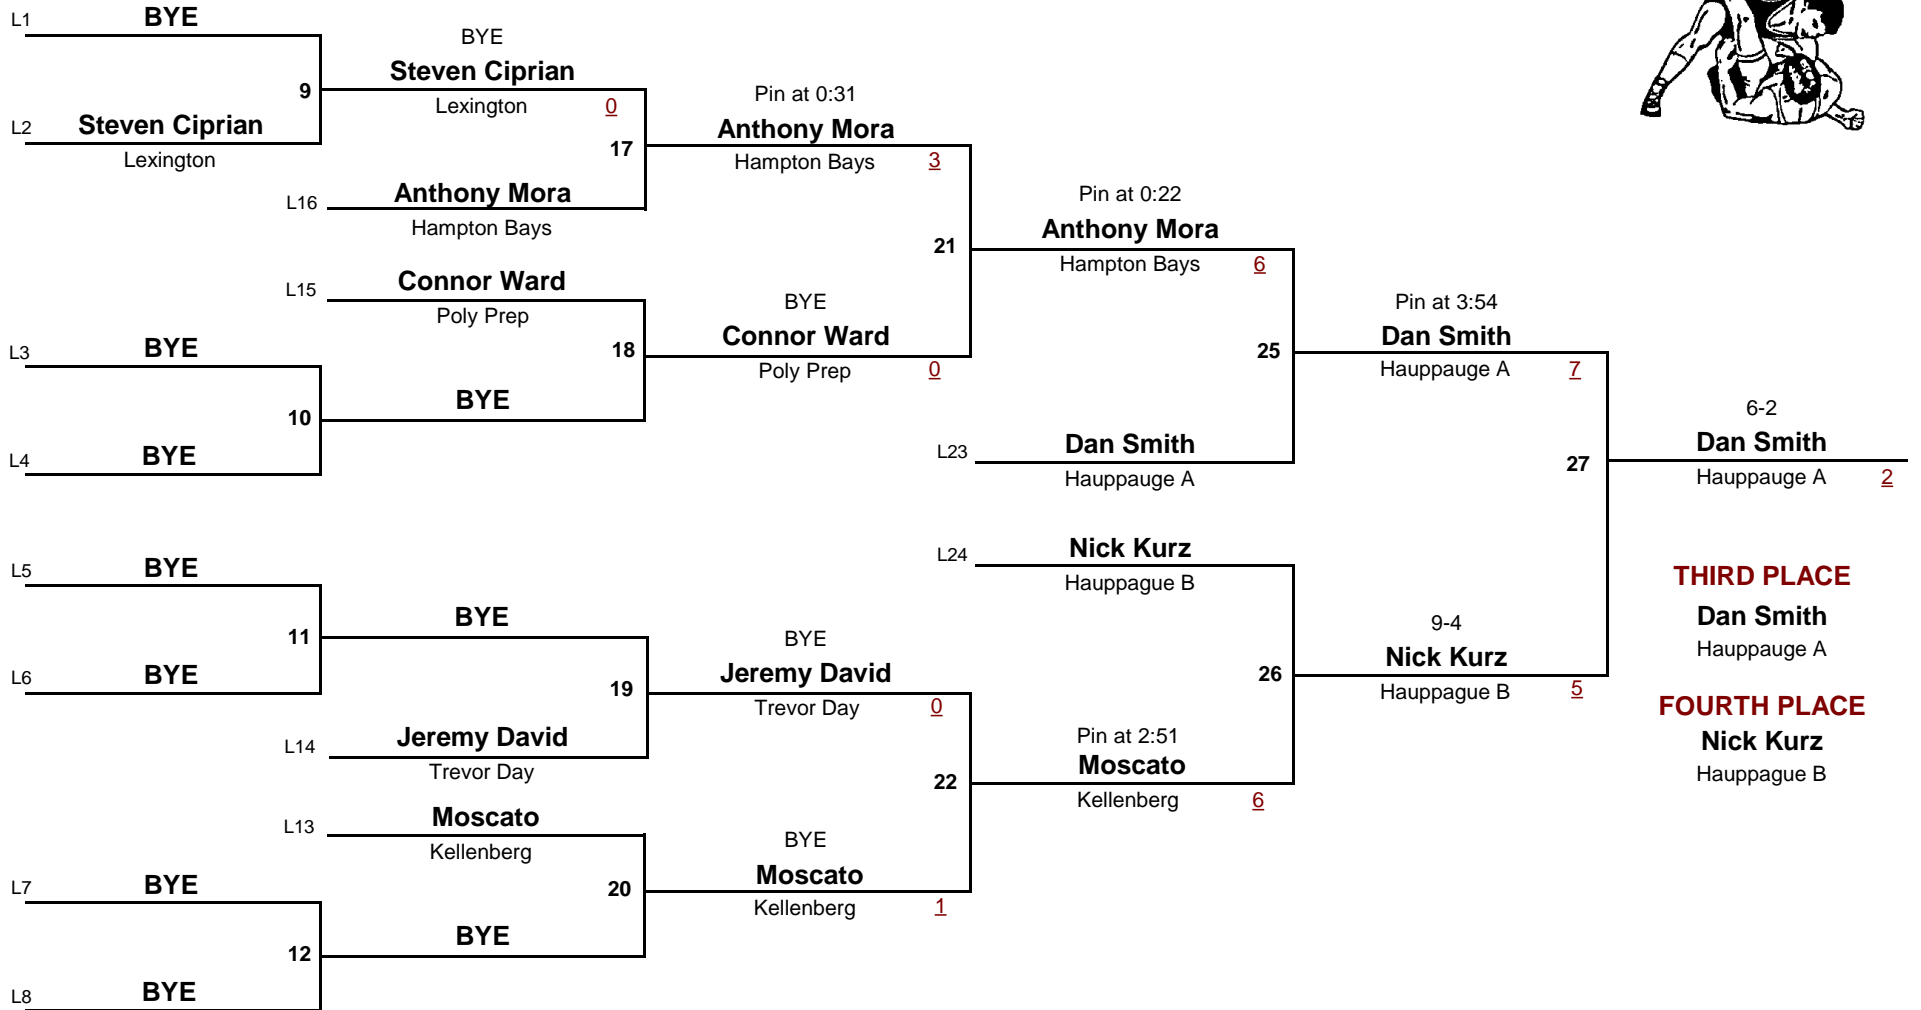 L1 BYE
9
L2 Steven Ciprian
Lexington
BYE
Steven Ciprian
Lexington 0
17
L16 Anthony Mora
Hampton Bays
Pin at 0:31
Anthony Mora
Hampton Bays 3
L15 Connor Ward
Poly Prep
18
L3 BYE
10
BYE
L4 BYE
BYE
Connor Ward
Poly Prep 0
21
Pin at 0:22
Anthony Mora
Hampton Bays 6
25
L23 Dan Smith
Hauppauge A
Pin at 3:54
Dan Smith
Hauppauge A 7
27
6-2
Dan Smith
Hauppauge A 2
L5 BYE
11
L6 BYE
BYE
19
L14 Jeremy David
Trevor Day
BYE
Jeremy David
Trevor Day 0
22
L13 Moscato
Kellenberg
20
L7 BYE
12
BYE
L8 BYE
BYE
Moscato
Kellenberg 1
L24 Nick Kurz
Hauppague B
26
Pin at 2:51
Moscato
Kellenberg 6
9-4
Nick Kurz
Hauppague B 5
THIRD PLACE
Dan Smith
Hauppauge A
FOURTH PLACE
Nick Kurz
Hauppague B